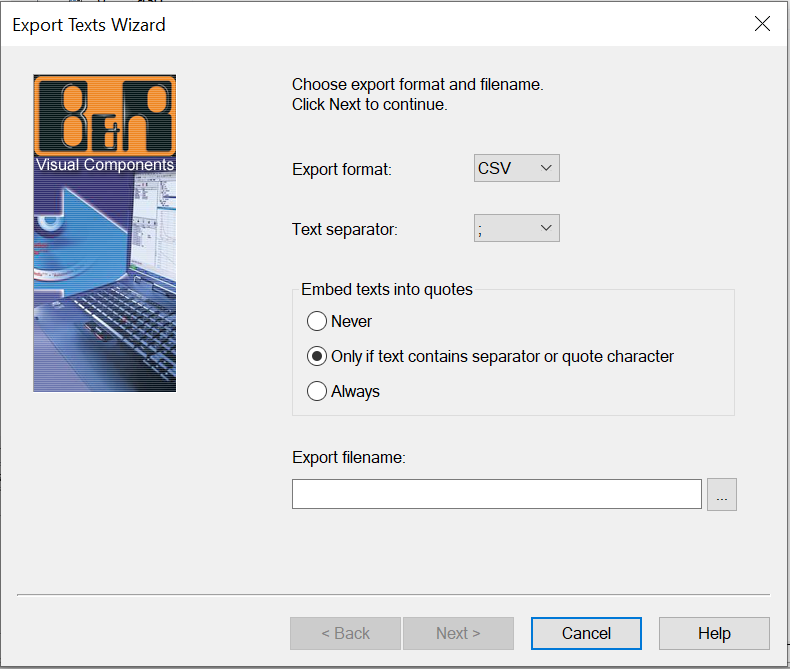 Export Texts Wizard
B&R
Visual Components
Choose export format and filename.
Click Next to continue.
Export format:
CSV
Text separator:
;
Embed texts into quotes
Never
Only if text contains separator or quote character
Always
Export filename:
...
< Back
Next >
Cancel
Help